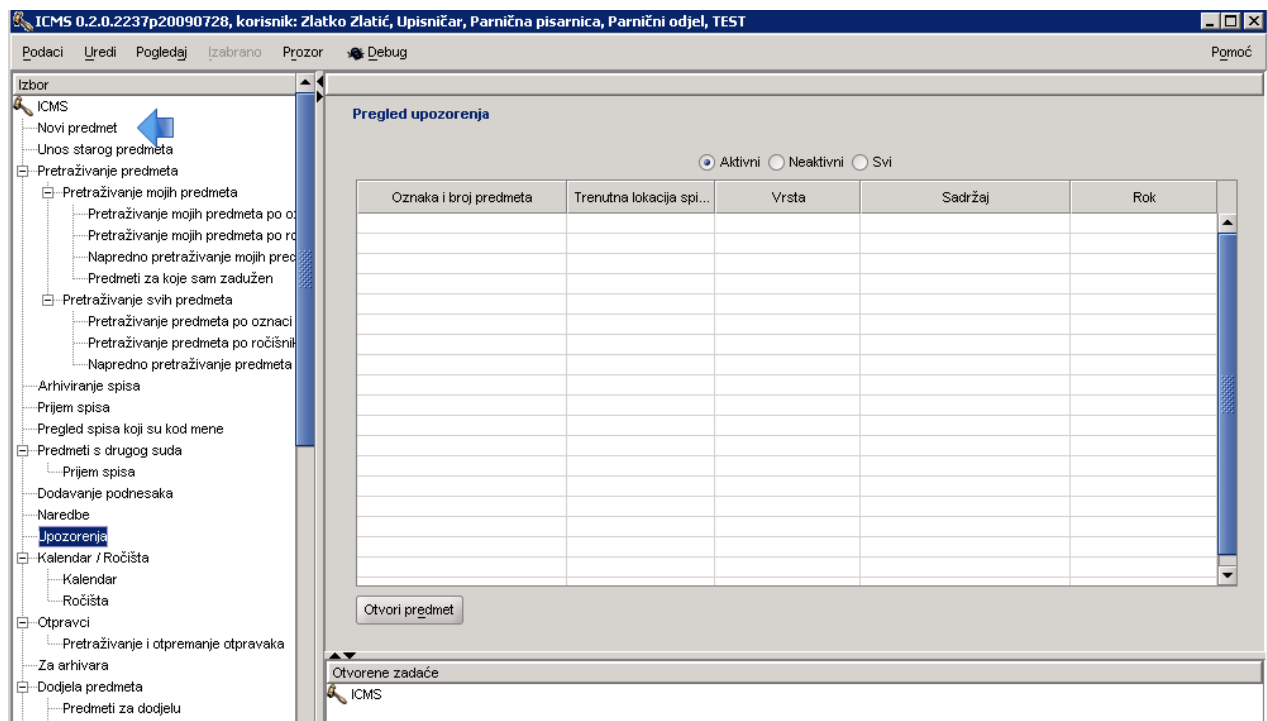 ICMS 0.2.0.2237p20090728, korisnik: Zlatko Zlatić, Upisničar, Parnična pisarnica, Parnični odjel, TEST
Podaci Uredi Pogledaj Izabrano Prozor Debug Pomoć
Izbor
ICMS
Novi predmet
Unos starog predmeta
Pretraživanje predmeta
Pretraživanje mojih predmeta
Pretraživanje mojih predmeta po o
Pretraživanje mojih predmeta po ro
Napredno pretraživanje mojih pred
Predmeti za koje sam zadužen
Pretraživanje svih predmeta
Pretraživanje predmeta po oznaci
Pretraživanje predmeta po ročišnik
Napredno pretraživanje predmeta
Arhiviranje spisa
Prijem spisa
Pregled spisa koji su kod mene
Predmeti s drugog suda
Prijem spisa
Dodavanje podnesaka
Naredbe
Upozorenja
Kalendar / Ročišta
Kalendar
Ročišta
Otpravci
Pretraživanje i otpremanje otpravaka
Za arhivara
Dodjela predmeta
Predmeti za dodjelu
Pregled upozorenja
Aktivni Neaktivni Svi
Oznaka i broj predmeta Trenutna lokacija spi... Vrsta Sadržaj Rok
Otvori predmet
Otvorene zadaće
ICMS